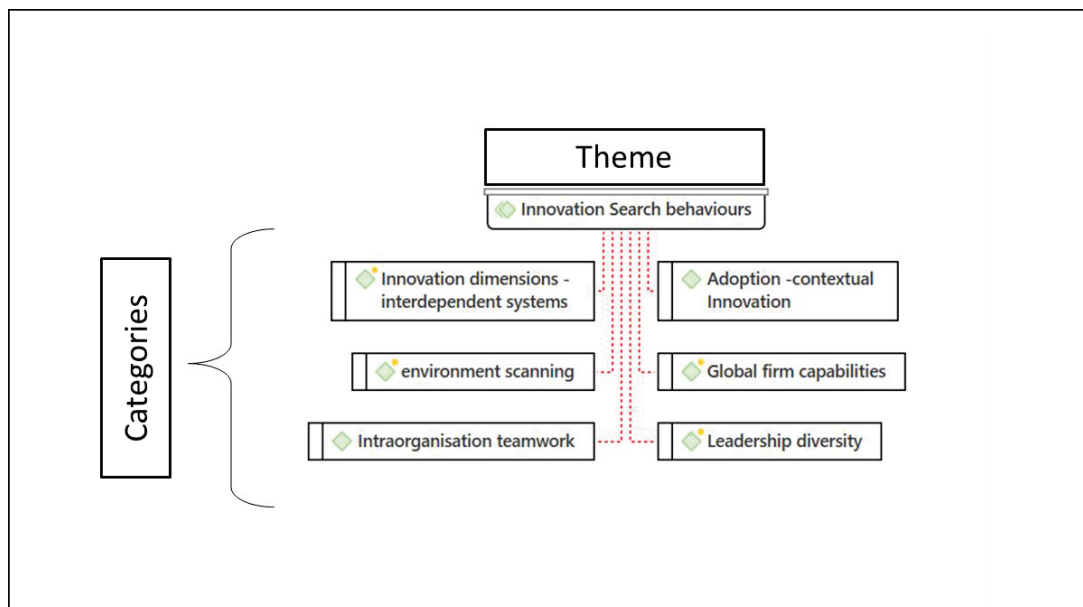 Theme
Innovation Search behaviours
Categories
Innovation dimensions -
interdependent systems
Adoption -contextual
Innovation
environment scanning
Global firm capabilities
Intraorganisation teamwork
Leadership diversity